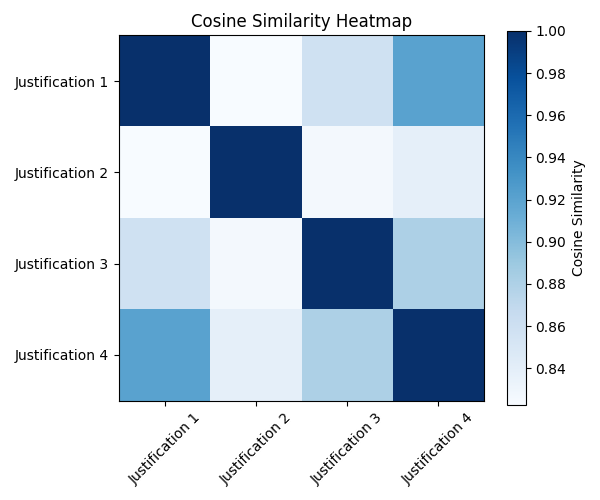 Cosine Similarity Heatmap
Justification 1
Justification 2
Justification 3
Justification 4
Justification 1
Justification 2
Justification 3
Justification 4
1.00
0.98
0.96
0.94
0.92
0.90
0.88
0.86
0.84
Cosine Similarity